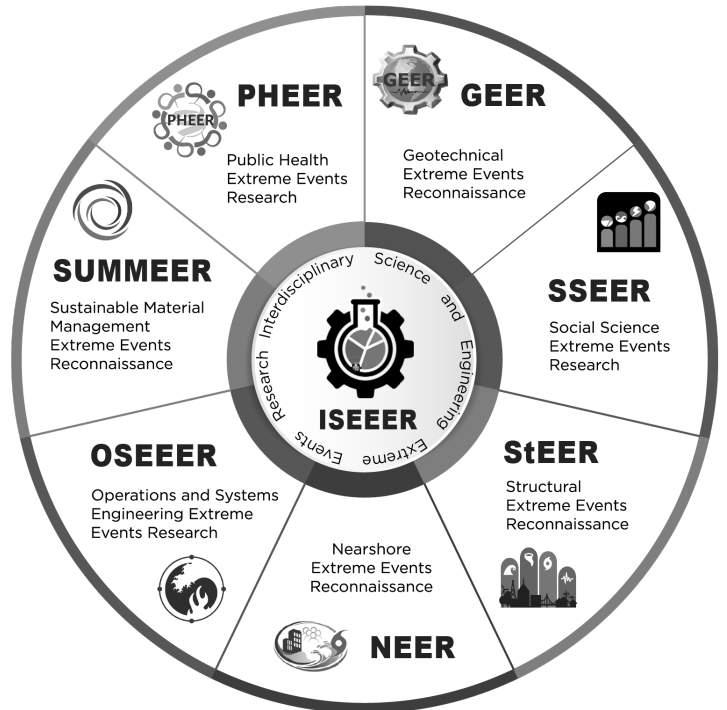 PHEER
PHEER
Public Health
Extreme Events
Research
GEER
GEER
Geotechnical
Extreme Events
Reconnaissance
SSEER
Social Science
Extreme Events
Research
StEER
Structural
Extreme Events
Reconnaissance
Nearshore
Extreme Events
Reconnaissance
NEER
OSEEER
Operations and Systems
Engineering Extreme
Events Research
SUMMEER
Sustainable Material
Management
Extreme Events
Reconnaissance
Interdisciplinary Science and Engineering Extreme Events Research
ISEEER